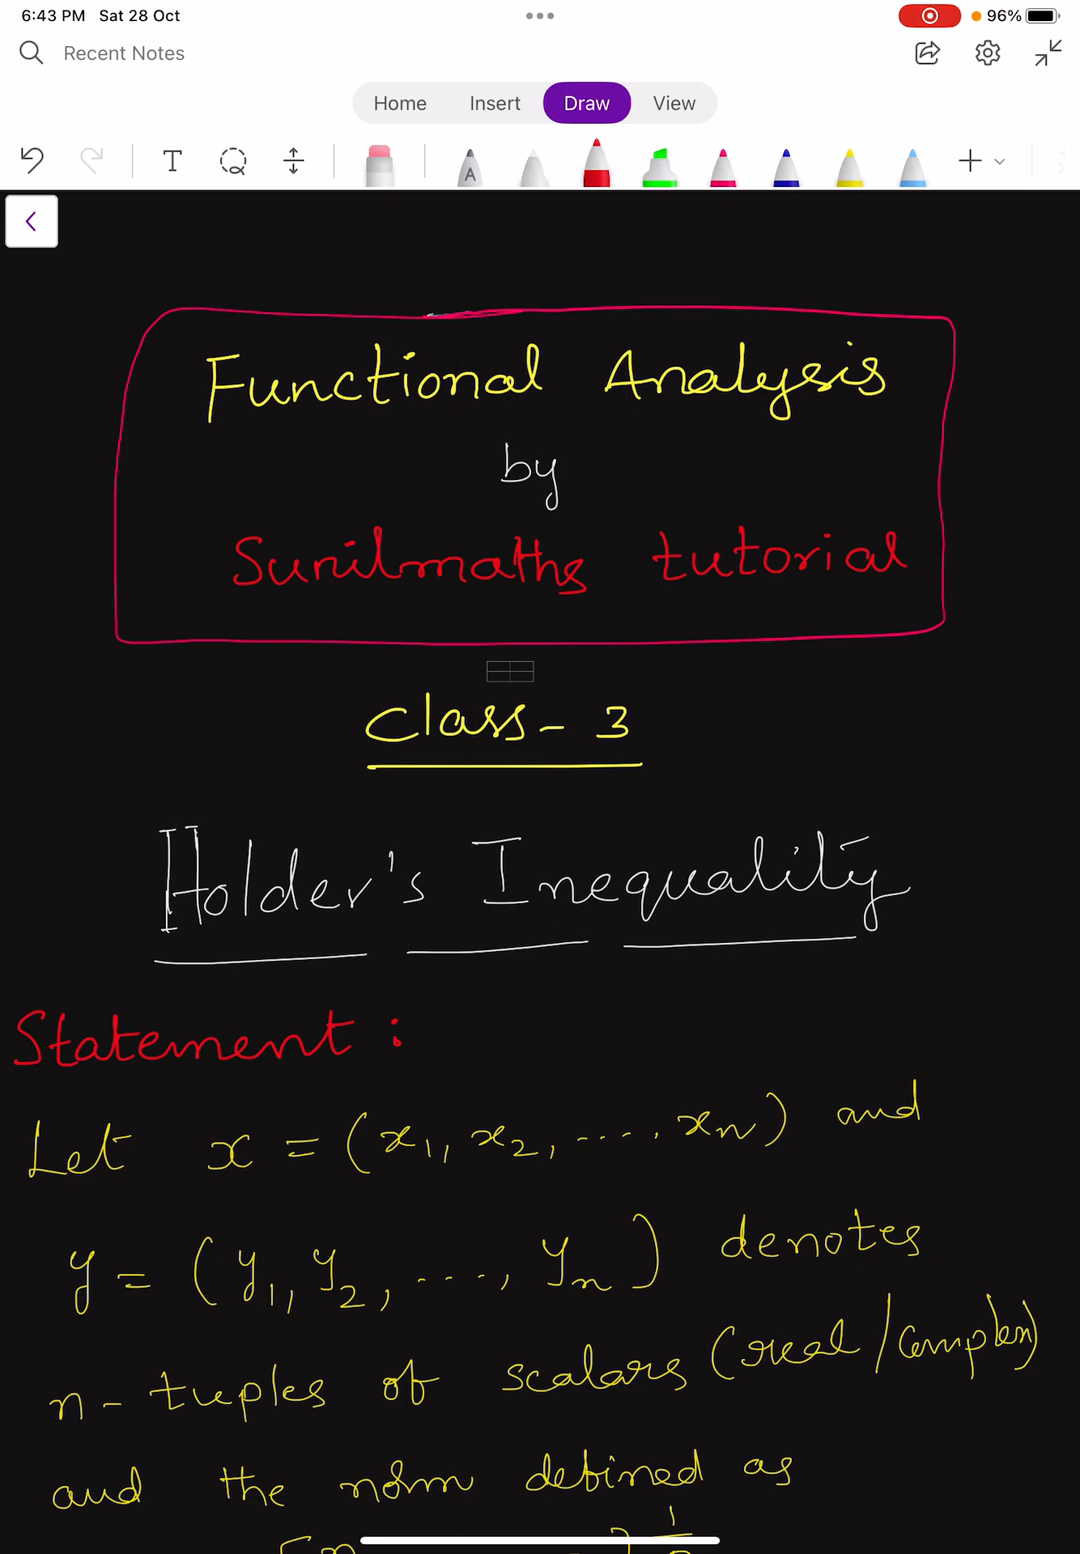 6:43 PM Sat 28 Oct
96%
Recent Notes
Home Insert Draw View
T
A
Functional Analysis
by
Sunilmaths tutorial
Class - 3
Holder's Inequality
Statement :
Let x = (x₁, x₂, ...., xₙ) and
y = (y₁, y₂, ...., yₙ) denotes
n - tuples of scalars (real/complex)
and the norm defined as